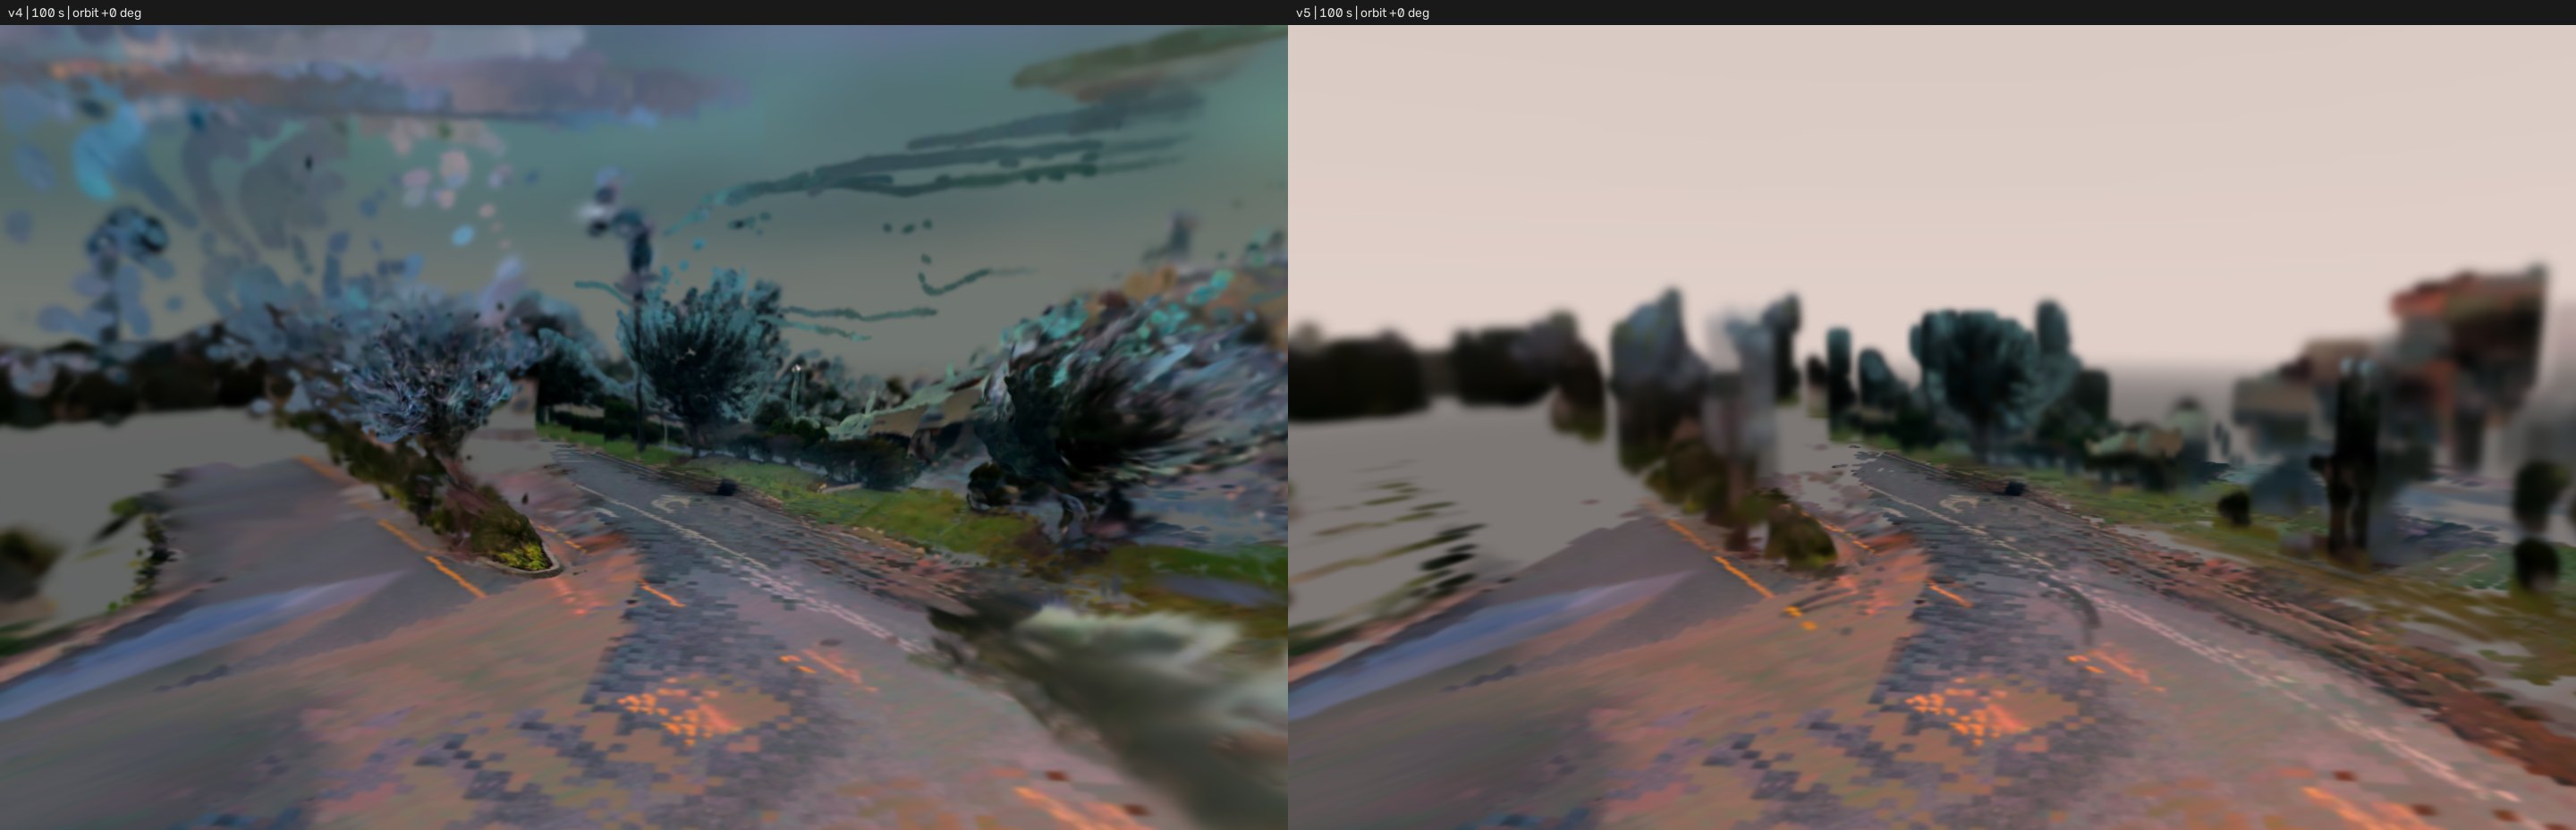 v4 | 100 s | orbit +0 deg
v5 | 100 s | orbit +0 deg